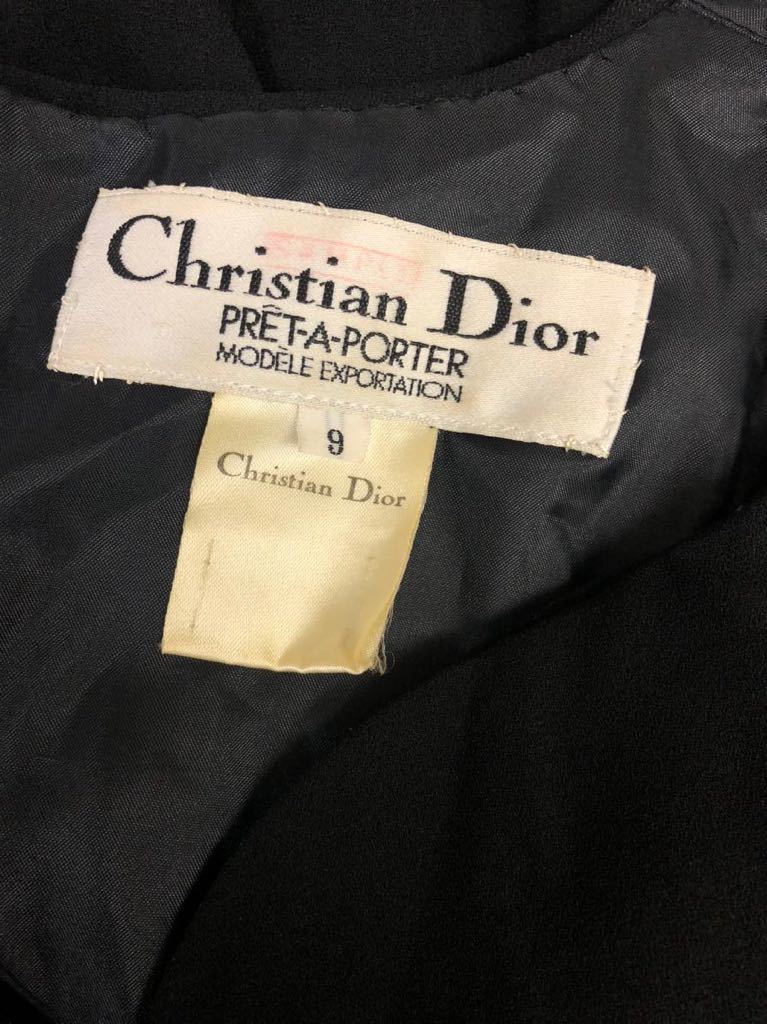 Christian Dior
PRÊT-A-PORTER
MODÈLE EXPORTATION
9
Christian Dior